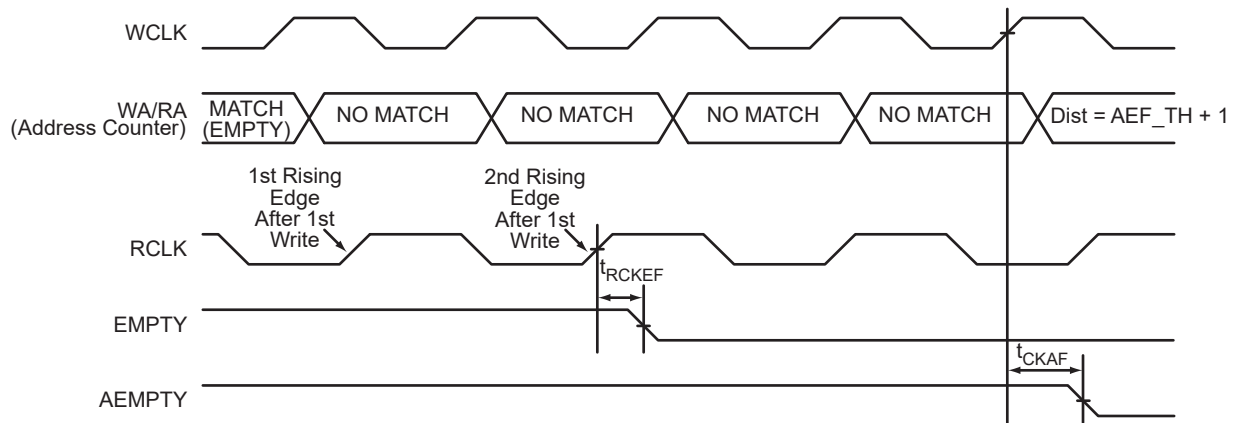 WCLK
WA/RA
(Address Counter)
MATCH
(EMPTY)
NO MATCH
NO MATCH
NO MATCH
NO MATCH
Dist = AEF_TH + 1
1st Rising
Edge
After 1st
Write
2nd Rising
Edge
After 1st
Write
RCLK
tRCKEF
EMPTY
tCKAF
AEMPTY